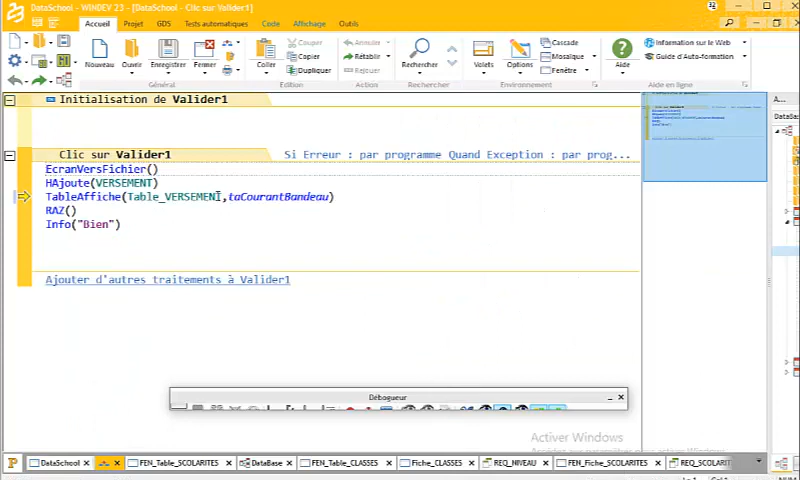 DataSchool - WINDEV 23 - [DataSchool - Clic sur Valider1]
Accueil Projet GDS Tests automatiques Code Affichage Outils
Nouveau Ouvrir Enregistrer Fermer
Général
Coller
Couper
Copier
Dupliquer
Edition
Annuler
Rétablir
Rejouer
Rechercher
Rechercher
Volets Options
Cascade
Mosaïque
Fenêtre
Environnement
Aide
Information sur le Web
Guide d'Auto-formation
Aide en ligne
Initialisation de Valider1
Clic sur Valider1 Si Erreur : par programme Quand Exception : par prog...
EcranVersFichier()
HAjoute(VERSEMENT)
TableAffiche(Table_VERSEMENT,taCourantBandeau)
RAZ()
Info("Bien")
Ajouter d'autres traitements à Valider1
A...
DataBas
Débogueur
Activer Windows
DataSchool FEN_Table_SCOLARITES DataBase FEN_Table_CLASSES Fiche_CLASSES REQ_NIVEAU FEN_Fiche_SCOLARITES REQ_SCOLARIT